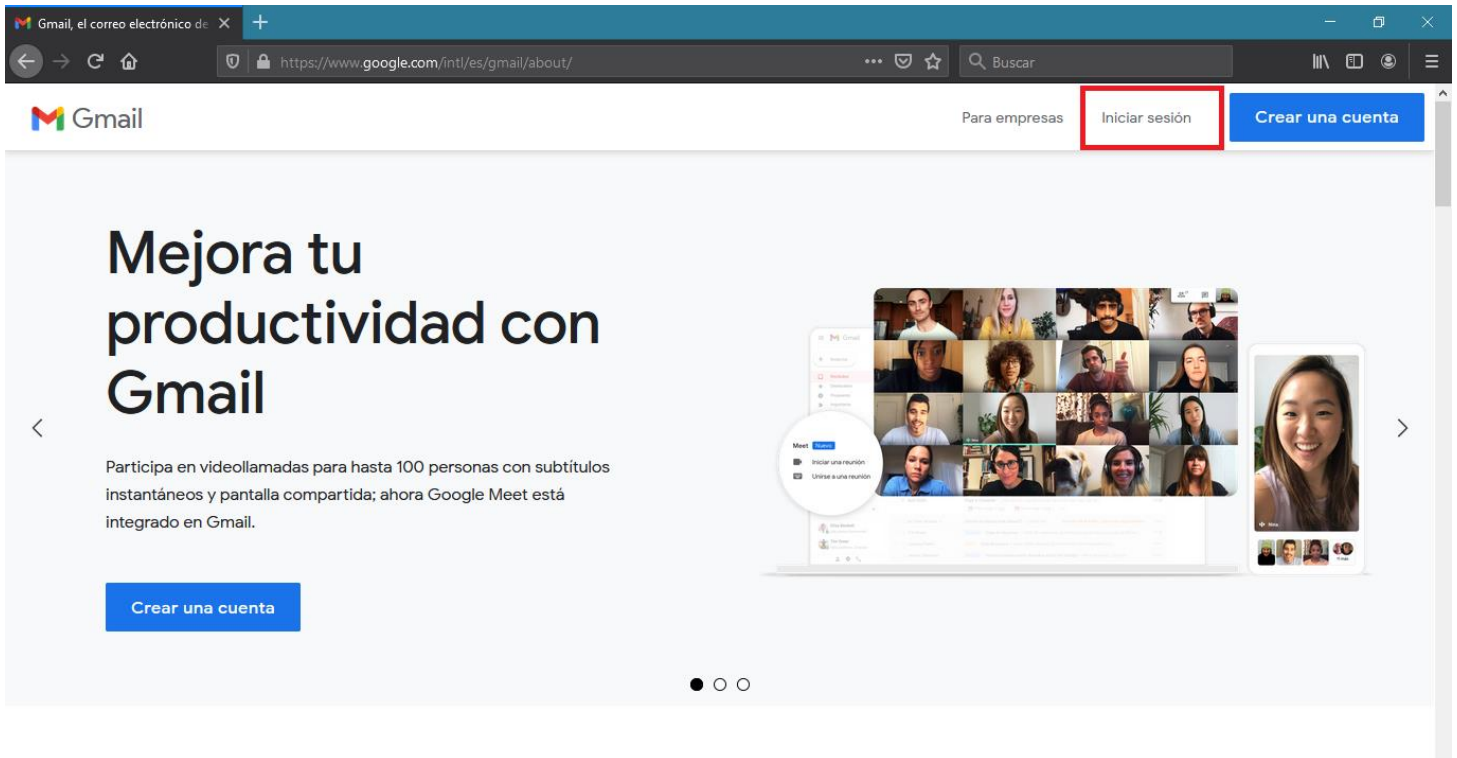 Gmail, el correo electrónico de
https://www.google.com/intl/es/gmail/about/
Buscar
Gmail
Para empresas
Iniciar sesión
Crear una cuenta
Mejora tu
productividad con
Gmail
Participa en videollamadas para hasta 100 personas con subtítulos
instantáneos y pantalla compartida; ahora Google Meet está
integrado en Gmail.
Crear una cuenta
Gmail
Meet Nuevo
Iniciar una reunión
Unirse a una reunión